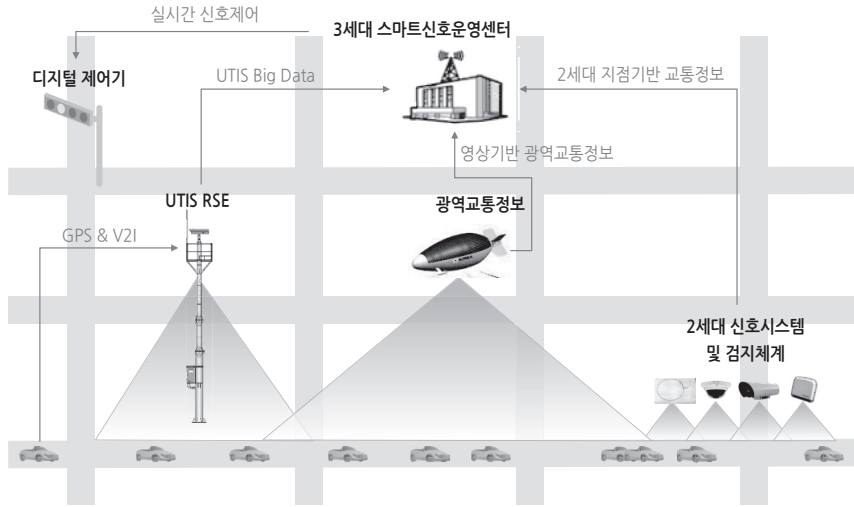 실시간 신호제어
3세대 스마트신호운영센터
디지털 제어기
UTIS Big Data
2세대 지점기반 교통정보
영상기반 광역교통정보
UTIS RSE
광역교통정보
GPS & V2I
2세대 신호시스템
및 검지체계